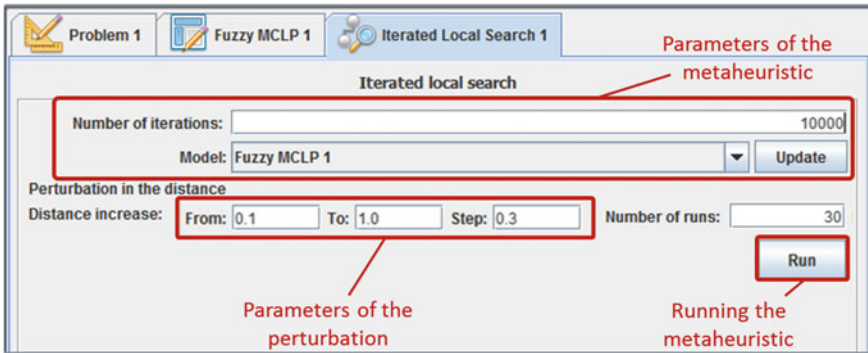 Problem 1
Fuzzy MCLP 1
Iterated Local Search 1
Parameters of the
metaheuristic
Iterated local search
Number of iterations: 10000
Model: Fuzzy MCLP 1 Update
Perturbation in the distance
Distance increase: From: 0.1 To: 1.0 Step: 0.3 Number of runs: 30
Run
Parameters of the
perturbation
Running the
metaheuristic